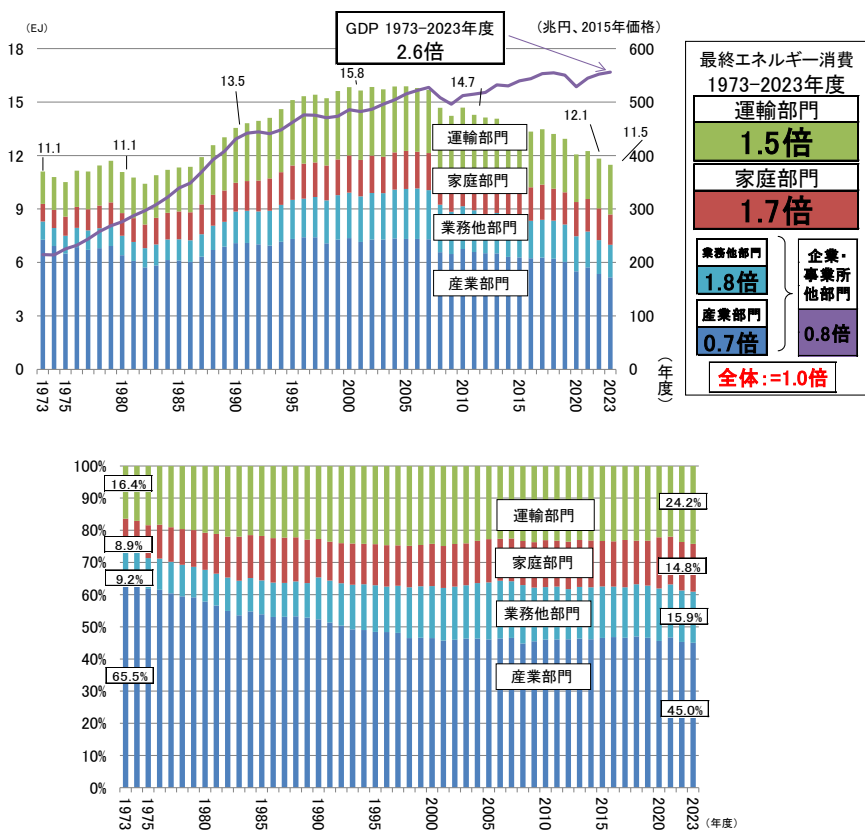 (EJ)
GDP 1973-2023年度
2.6倍
(兆円、2015年価格)
18
15
12
9
6
3
0
600
500
400
300
200
100
0
11.1
11.1
13.5
15.8
14.7
12.1
11.5
運輸部門
家庭部門
業務他部門
産業部門
1973
1975
1980
1985
1990
1995
2000
2005
2010
2015
2020
2023
(年度)
最終エネルギー消費
1973-2023年度
運輸部門
1.5倍
家庭部門
1.7倍
業務他部門
1.8倍
産業部門
0.7倍
企業・
事業所
他部門
0.8倍
全体:=1.0倍
100%
90%
80%
70%
60%
50%
40%
30%
20%
10%
0%
16.4%
8.9%
9.2%
65.5%
運輸部門
家庭部門
業務他部門
産業部門
24.2%
14.8%
15.9%
45.0%
1973
1975
1980
1985
1990
1995
2000
2005
2010
2015
2020
2023
(年度)